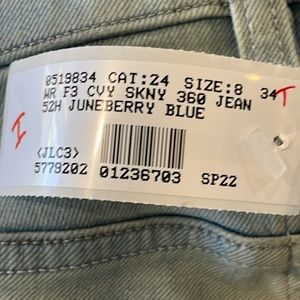 0519834 CAT:24 SIZE:8 34T
WR F3 CVY SKNY 360 JEAN
52H JUNEBERRY BLUE
I
<JLC3>
5779202 01236703 SP22